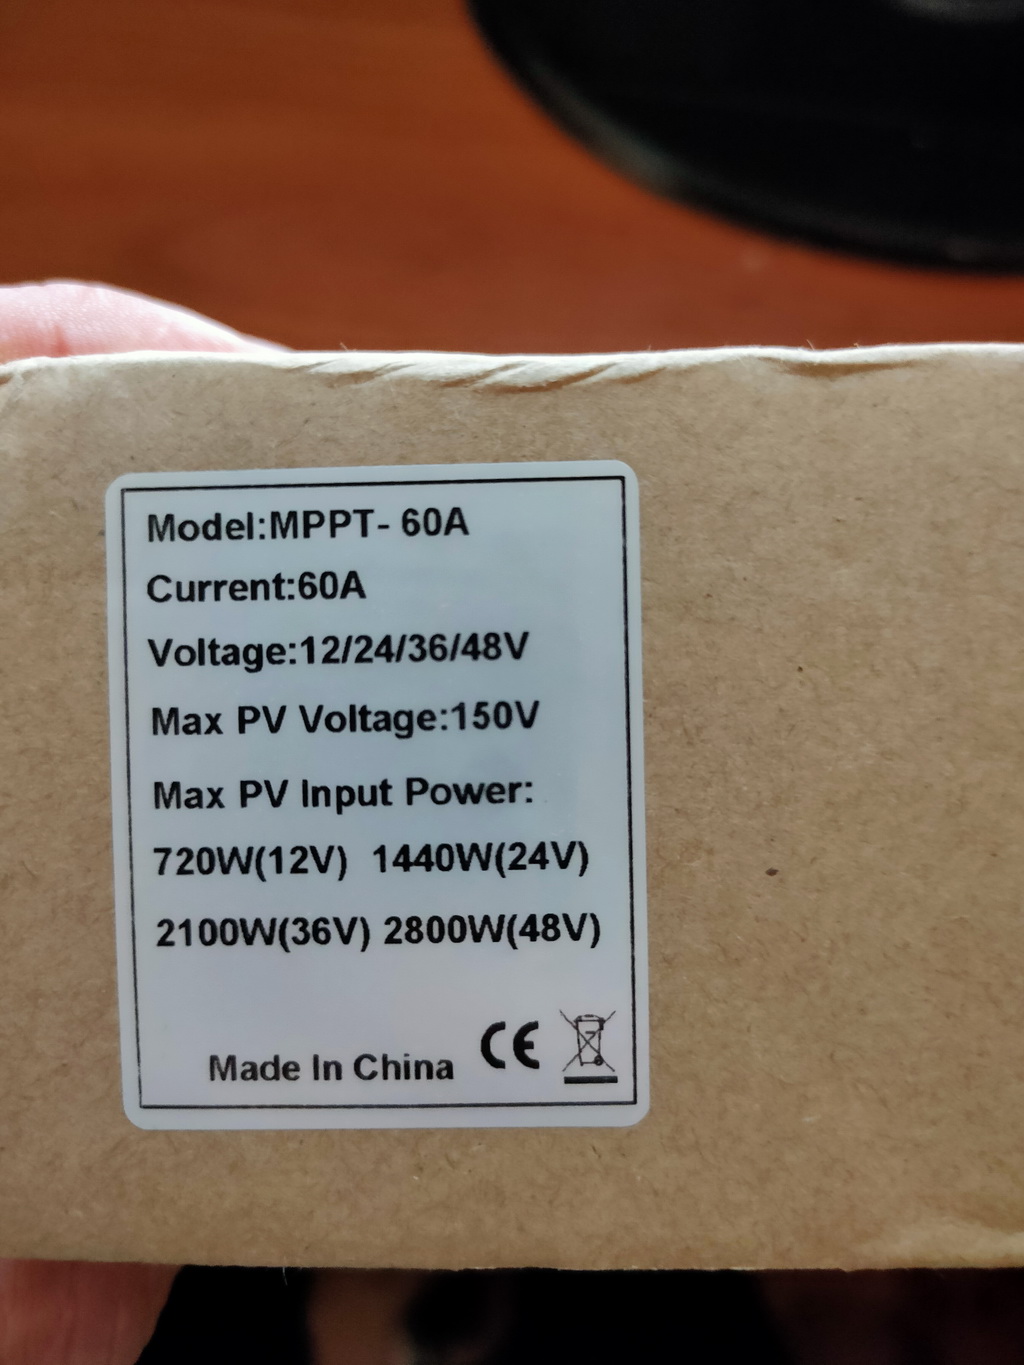 Model:MPPT- 60A
Current:60A
Voltage:12/24/36/48V
Max PV Voltage:150V
Max PV Input Power:
720W(12V) 1440W(24V)
2100W(36V) 2800W(48V)
Made In China CE